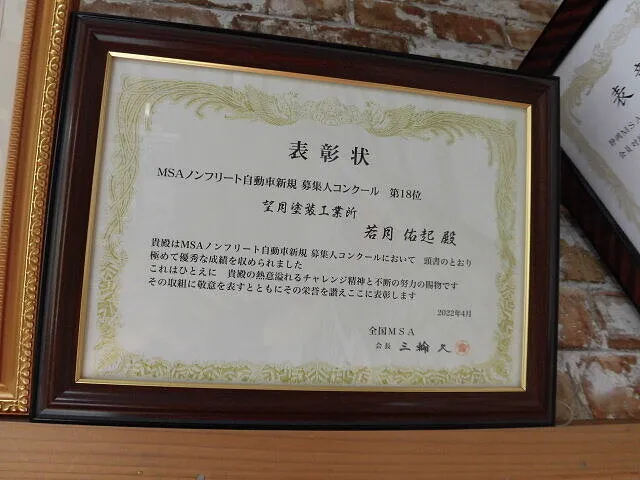 表彰状
MSAノンフリート自動車新規 募集人コンクール 第18位
望月塗装工業所
若月 佑起 殿
貴殿はMSAノンフリート自動車新規 募集人コンクールにおいて 頭書のとおり
極めて優秀な成績を収められました
これはひとえに 貴殿の熱意溢れるチャレンジ精神と不断の努力の賜物です
その取組に敬意を表すとともにその栄誉を讃えここに表彰します
2022年4月
全国MSA
会長 三輪 久
表